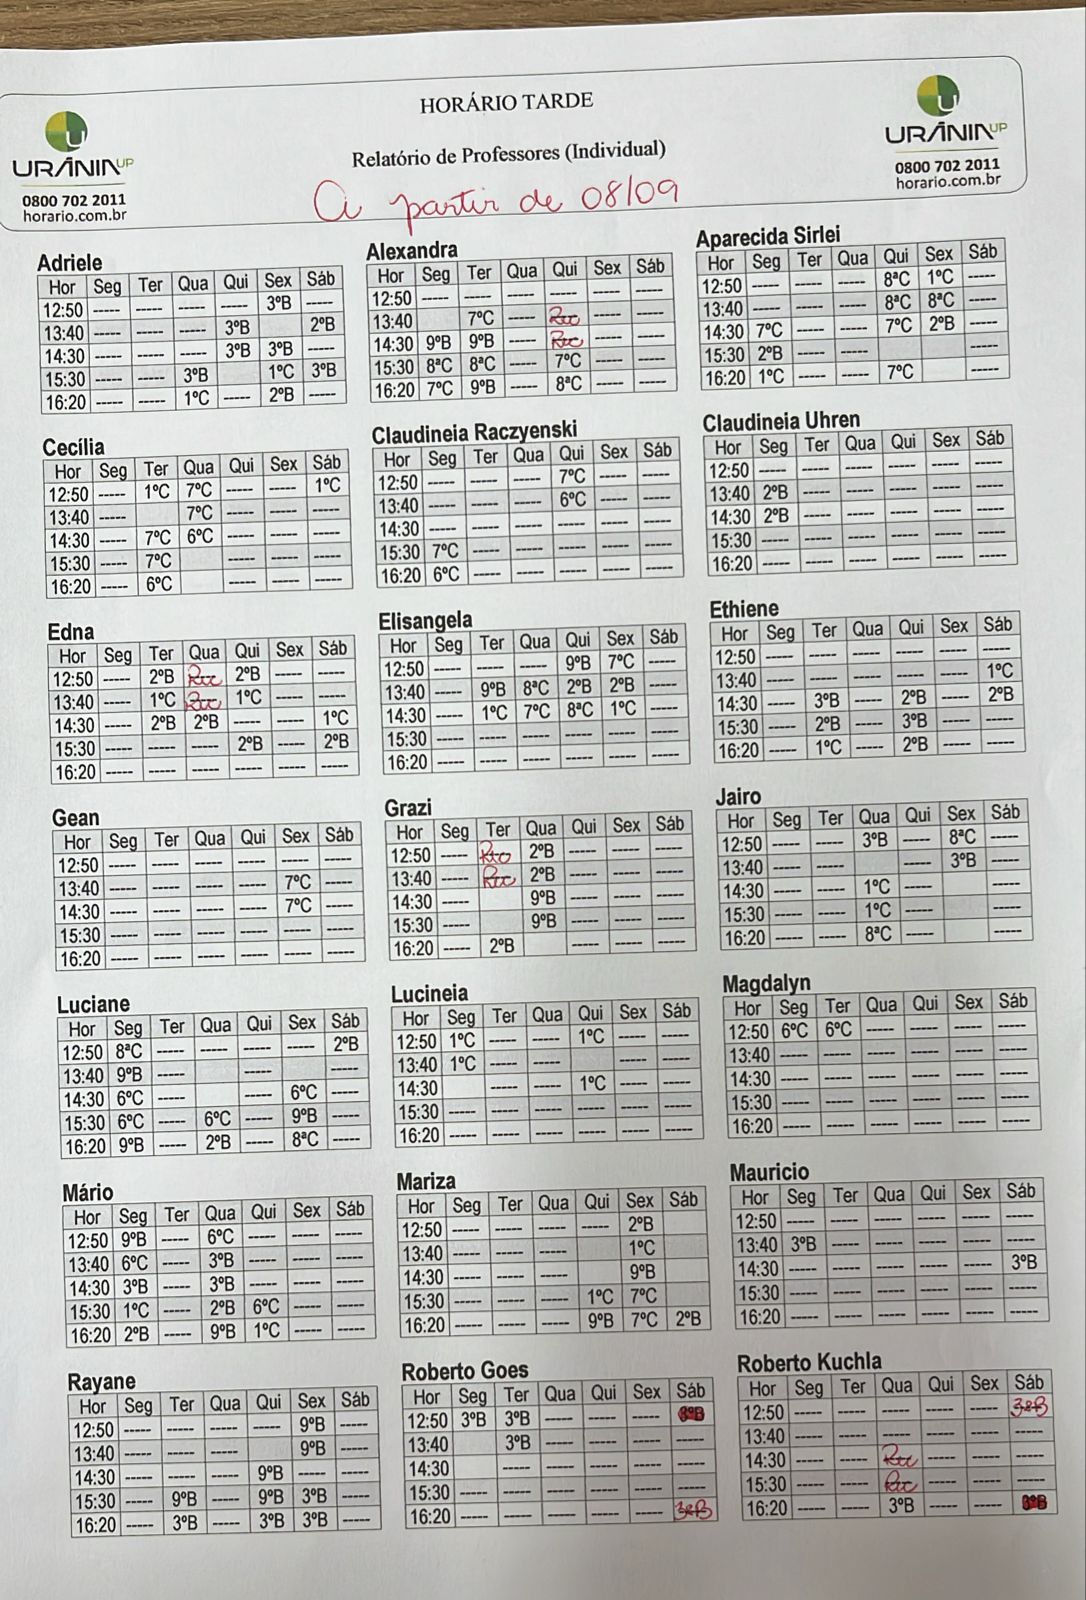 HORÁRIO TARDE
Relatório de Professores (Individual)
URÂNIA UP
0800 702 2011
horario.com.br
URÂNIA UP
0800 702 2011
horario.com.br
A partir de 08/09
Adriele
Hor Seg Ter Qua Qui Sex Sáb
12:50 ----- ----- ----- ----- 3ºB -----
13:40 ----- ----- ----- 3ºB 2ºB
14:30 ----- ----- ----- 3ºB 3ºB -----
15:30 ----- ----- 3ºB 1ºC 3ºB
16:20 ----- ----- 1ºC ----- 2ºB -----
Alexandra
Hor Seg Ter Qua Qui Sex Sáb
12:50 ----- ----- ----- ----- ----- -----
13:40 7ºC ----- Rec ----- -----
14:30 9ºB 9ºB ----- Rec ----- -----
15:30 8ªC 8ªC ----- 7ºC ----- -----
16:20 7ºC 9ºB ----- 8ªC ----- -----
Aparecida Sirlei
Hor Seg Ter Qua Qui Sex Sáb
12:50 ----- ----- ----- 8ªC 1ºC -----
13:40 ----- ----- ----- 8ªC 8ªC -----
14:30 7ºC ----- ----- 7ºC 2ºB -----
15:30 2ºB ----- ----- -----
16:20 1ºC ----- ----- 7ºC -----
Cecília
Hor Seg Ter Qua Qui Sex Sáb
12:50 ----- 1ºC 7ºC ----- ----- 1ºC
13:40 ----- 7ºC ----- ----- -----
14:30 ----- 7ºC 6ºC ----- ----- -----
15:30 ----- 7ºC ----- ----- -----
16:20 ----- 6ºC ----- ----- -----
Claudineia Raczyenski
Hor Seg Ter Qua Qui Sex Sáb
12:50 ----- ----- ----- 7ºC ----- -----
13:40 ----- ----- ----- 6ºC ----- -----
14:30 ----- ----- ----- ----- -----
15:30 7ºC ----- ----- ----- ----- -----
16:20 6ºC ----- ----- ----- ----- -----
Claudineia Uhren
Hor Seg Ter Qua Qui Sex Sáb
12:50 ----- ----- ----- ----- ----- -----
13:40 2ºB ----- ----- ----- ----- -----
14:30 2ºB ----- ----- ----- ----- -----
15:30 ----- ----- ----- ----- ----- -----
16:20 ----- ----- ----- ----- ----- -----
Edna
Hor Seg Ter Qua Qui Sex Sáb
12:50 ----- 2ºB Rec 2ºB ----- -----
13:40 ----- 1ºC Rec 1ºC ----- -----
14:30 ----- 2ºB 2ºB ----- ----- 1ºC
15:30 ----- ----- ----- 2ºB ----- 2ºB
16:20 ----- ----- ----- ----- ----- -----
Elisangela
Hor Seg Ter Qua Qui Sex Sáb
12:50 ----- ----- ----- 9ºB 7ºC -----
13:40 ----- 9ºB 8ªC 2ºB 2ºB -----
14:30 ----- 1ºC 7ºC 8ªC 1ºC -----
15:30 ----- ----- ----- ----- ----- -----
16:20 ----- ----- ----- ----- ----- -----
Ethiene
Hor Seg Ter Qua Qui Sex Sáb
12:50 ----- ----- ----- ----- ----- -----
13:40 ----- ----- ----- ----- ----- 1ºC
14:30 ----- 3ºB ----- 2ºB ----- 2ºB
15:30 ----- 2ºB ----- 3ºB ----- -----
16:20 ----- 1ºC ----- 2ºB ----- -----
Gean
Hor Seg Ter Qua Qui Sex Sáb
12:50 ----- ----- ----- ----- ----- -----
13:40 ----- ----- ----- ----- 7ºC -----
14:30 ----- ----- ----- ----- 7ºC -----
15:30 ----- ----- ----- ----- ----- -----
16:20 ----- ----- ----- ----- ----- -----
Grazi
Hor Seg Ter Qua Qui Sex Sáb
12:50 ----- Rec 2ºB ----- ----- -----
13:40 ----- Rec 2ºB ----- ----- -----
14:30 ----- 9ºB ----- ----- -----
15:30 ----- 9ºB ----- ----- -----
16:20 ----- 2ºB ----- ----- -----
Jairo
Hor Seg Ter Qua Qui Sex Sáb
12:50 ----- ----- 3ºB ----- 8ªC -----
13:40 ----- ----- --- 3ºB -----
14:30 ----- ----- 1ºC ----- -----
15:30 ----- ----- 1ºC ----- -----
16:20 ----- ----- 8ªC ----- -----
Luciane
Hor Seg Ter Qua Qui Sex Sáb
12:50 8ªC ----- ----- ----- ----- 2ºB
13:40 9ºB ----- ----- -----
14:30 6ºC ----- ----- 6ºC -----
15:30 6ºC ----- 6ºC ----- 9ºB -----
16:20 9ºB ----- 2ºB ----- 8ªC -----
Lucineia
Hor Seg Ter Qua Qui Sex Sáb
12:50 1ºC ----- ----- 1ºC ----- -----
13:40 1ºC ----- ----- ----- -----
14:30 ----- ----- 1ºC ----- -----
15:30 ----- ----- ----- ----- ----- -----
16:20 ----- ----- ----- ----- ----- -----
Magdalyn
Hor Seg Ter Qua Qui Sex Sáb
12:50 6ºC 6ºC ----- ----- ----- -----
13:40 ----- ----- ----- ----- ----- -----
14:30 ----- ----- ----- ----- ----- -----
15:30 ----- ----- ----- ----- ----- -----
16:20 ----- ----- ----- ----- ----- -----
Mário
Hor Seg Ter Qua Qui Sex Sáb
12:50 9ºB ----- 6ºC ----- ----- -----
13:40 6ºC ----- 3ºB ----- ----- -----
14:30 3ºB ----- 3ºB ----- ----- -----
15:30 1ºC ----- 2ºB 6ºC ----- -----
16:20 2ºB ----- 9ºB 1ºC ----- -----
Mariza
Hor Seg Ter Qua Qui Sex Sáb
12:50 ----- ----- ----- ----- 2ºB
13:40 ----- ----- ----- 1ºC
14:30 ----- ----- ----- 9ºB
15:30 ----- ----- ----- 1ºC 7ºC
16:20 ----- ----- ----- 9ºB 7ºC 2ºB
Mauricio
Hor Seg Ter Qua Qui Sex Sáb
12:50 ----- ----- ----- ----- ----- -----
13:40 3ºB ----- ----- ----- ----- -----
14:30 ----- ----- ----- ----- ----- 3ºB
15:30 ----- ----- ----- ----- ----- -----
16:20 ----- ----- ----- ----- ----- -----
Rayane
Hor Seg Ter Qua Qui Sex Sáb
12:50 ----- ----- ----- ----- 9ºB -----
13:40 ----- ----- ----- 9ºB -----
14:30 ----- ----- ----- 9ºB -----
15:30 ----- 9ºB ----- 9ºB 3ºB -----
16:20 ----- 3ºB ----- 3ºB 3ºB -----
Roberto Goes
Hor Seg Ter Qua Qui Sex Sáb
12:50 3ºB 3ºB ----- ----- ----- 3ºB
13:40 3ºB ----- ----- ----- -----
14:30 ----- ----- ----- ----- -----
15:30 ----- ----- ----- ----- ----- -----
16:20 ----- ----- ----- ----- ----- 3ºB
Roberto Kuchla
Hor Seg Ter Qua Qui Sex Sáb
12:50 ----- ----- ----- ----- ----- 3ºB
13:40 ----- ----- ----- ----- ----- -----
14:30 ----- ----- Rec ----- ----- -----
15:30 ----- ----- Rec ----- ----- -----
16:20 ----- ----- 3ºB ----- ----- 3ºB